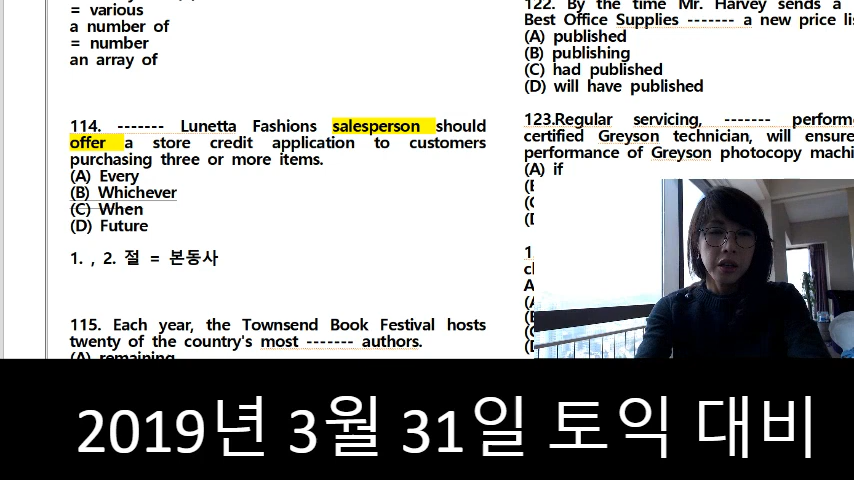 = various
a number of
= number
an array of
114. ------- Lunetta Fashions salesperson should
offer a store credit application to customers
purchasing three or more items.
(A) Every
(B) Whichever
(C) When
(D) Future
1. , 2. 절 = 본동사
115. Each year, the Townsend Book Festival hosts
twenty of the country's most ------- authors.
(A) remaining
122. By the time Mr. Harvey sends a
Best Office Supplies ------- a new price
(A) published
(B) publishing
(C) had published
(D) will have published
123.Regular servicing, -------
certified Greyson technician, will ensure
performance of Greyson photocopy
(A) if
2019년 3월 31일 토익 대비